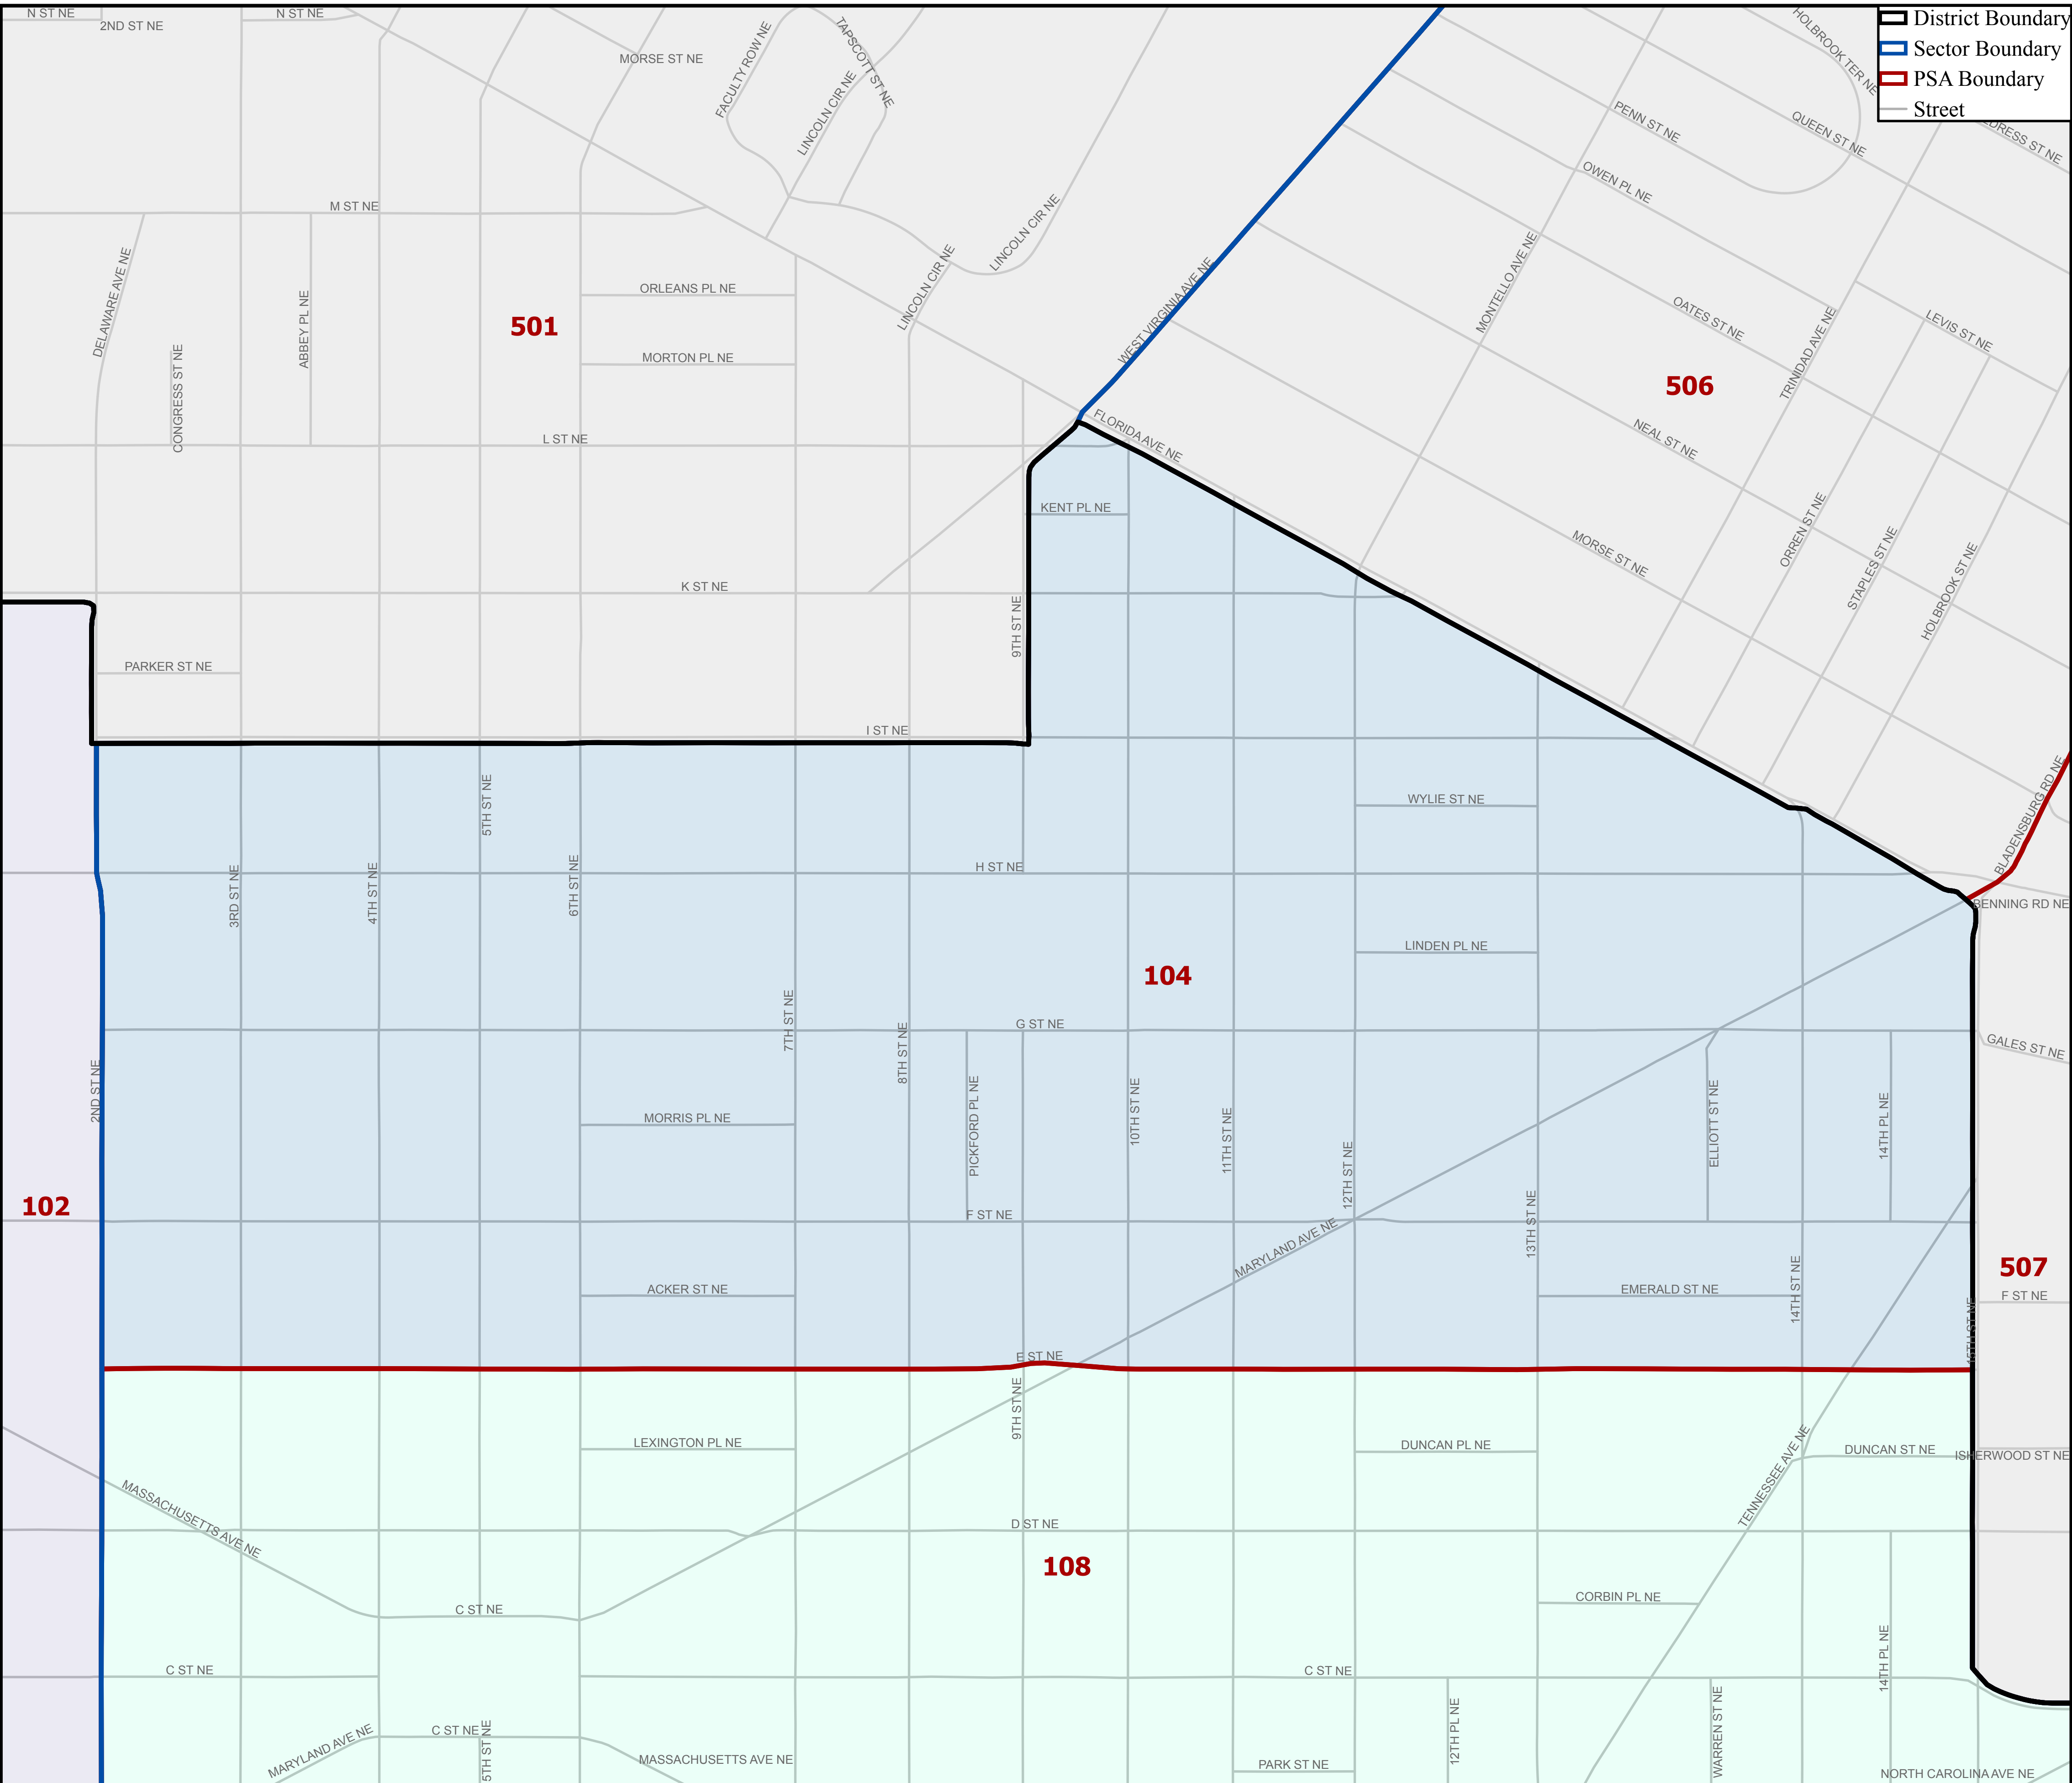 N ST NE
2ND ST NE
N ST NE
MORSE ST NE
FACULTY ROW NE
TAPSCOTT ST NE
LINCOLN CIR NE
HOLBROOK TER NE
District Boundary
Sector Boundary
PSA Boundary
Street
PENN ST NE
QUEEN ST NE
DRESS ST NE
OWEN PL NE
M ST NE
DELAWARE AVE NE
ABBEY PL NE
CONGRESS ST NE
ORLEANS PL NE
501
MORTON PL NE
LINCOLN CIR NE
LINCOLN CIR NE
WEST VIRGINIA AVE NE
MONTELLO AVE NE
OATES ST NE
TRINIDAD AVE NE
LEVIS ST NE
506
L ST NE
FLORIDA AVE NE
NEAL ST NE
KENT PL NE
MORSE ST NE
ORREN ST NE
STAPLES ST NE
HOLBROOK ST NE
K ST NE
9TH ST NE
PARKER ST NE
I ST NE
5TH ST NE
WYLIE ST NE
BLADENSBURG RD NE
3RD ST NE
4TH ST NE
6TH ST NE
H ST NE
BENNING RD NE
LINDEN PL NE
104
7TH ST NE
8TH ST NE
G ST NE
GALES ST NE
2ND ST NE
MORRIS PL NE
PICKFORD PL NE
10TH ST NE
11TH ST NE
12TH ST NE
ELLIOTT ST NE
14TH PL NE
102
F ST NE
MARYLAND AVE NE
13TH ST NE
14TH ST NE
507
ACKER ST NE
EMERALD ST NE
F ST NE
15TH ST NE
E ST NE
9TH ST NE
LEXINGTON PL NE
DUNCAN PL NE
TENNESSEE AVE NE
DUNCAN ST NE
ISHERWOOD ST NE
MASSACHUSETTS AVE NE
D ST NE
108
C ST NE
CORBIN PL NE
C ST NE
C ST NE
14TH PL NE
MARYLAND AVE NE
C ST NE
5TH ST NE
MASSACHUSETTS AVE NE
PARK ST NE
12TH PL NE
WARREN ST NE
NORTH CAROLINA AVE NE